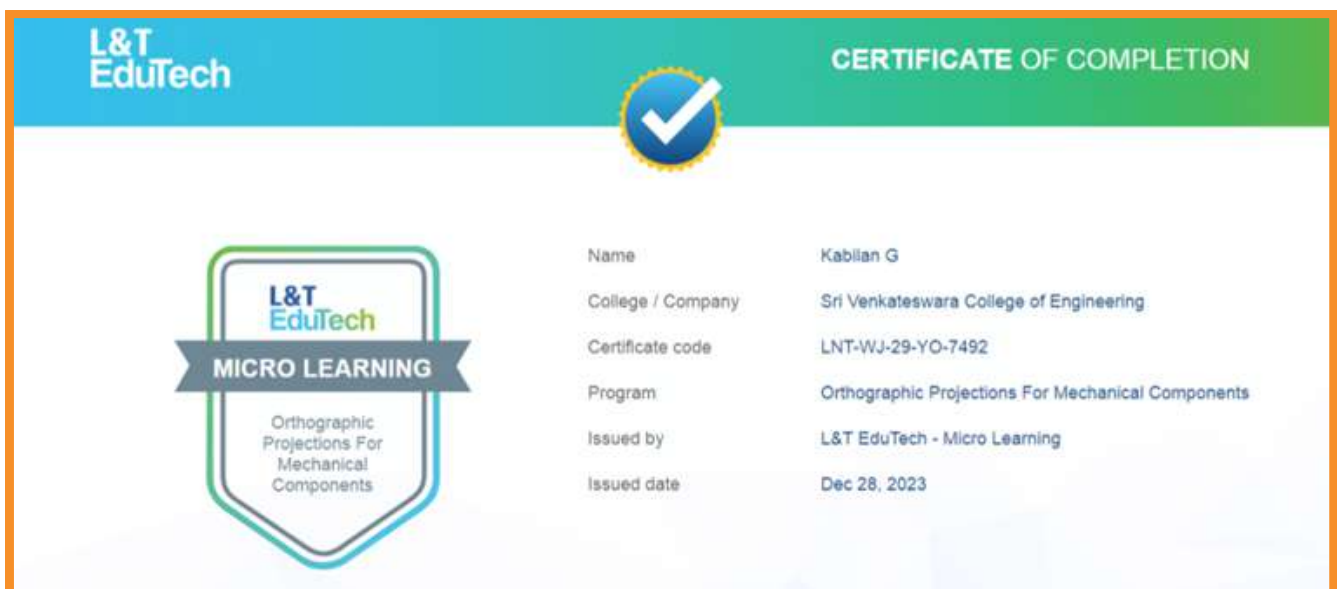 L&T
EduTech
CERTIFICATE OF COMPLETION
L&T
EduTech
MICRO LEARNING
Orthographic
Projections For
Mechanical
Components
Name Kabilan G
College / Company Sri Venkateswara College of Engineering
Certificate code LNT-WJ-29-YO-7492
Program Orthographic Projections For Mechanical Components
Issued by L&T EduTech - Micro Learning
Issued date Dec 28, 2023